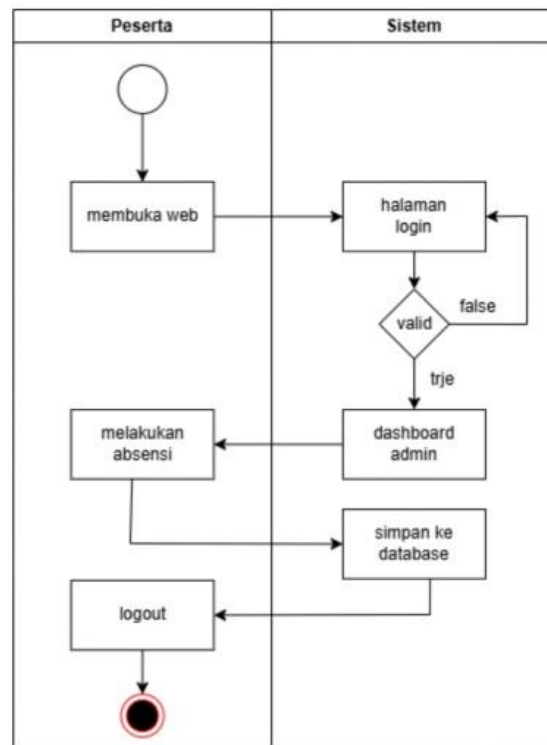 Peserta
Sistem
membuka web
halaman
login
valid
false
trje
melakukan
absensi
dashboard
admin
simpan ke
database
logout